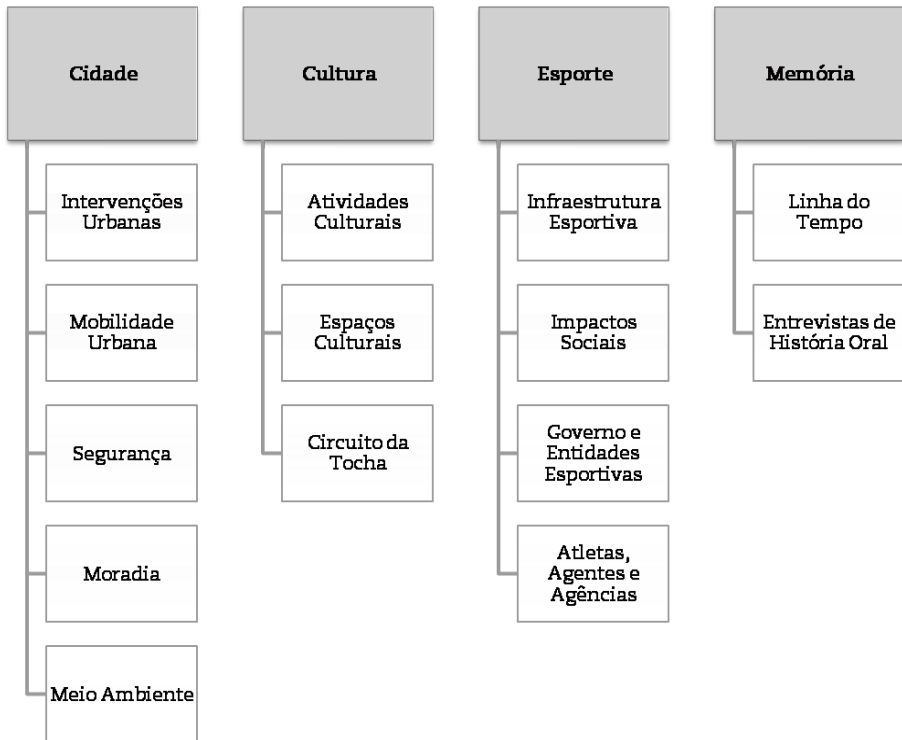 Cidade
Intervenções
Urbanas
Mobilidade
Urbana
Segurança
Moradia
Meio Ambiente
Cultura
Atividades
Culturais
Espaços
Culturais
Circuito da
Tocha
Esporte
Infraestrutura
Esportiva
Impactos
Sociais
Governo e
Entidades
Esportivas
Atletas,
Agentes e
Agências
Memória
Linha do
Tempo
Entrevistas de
História Oral